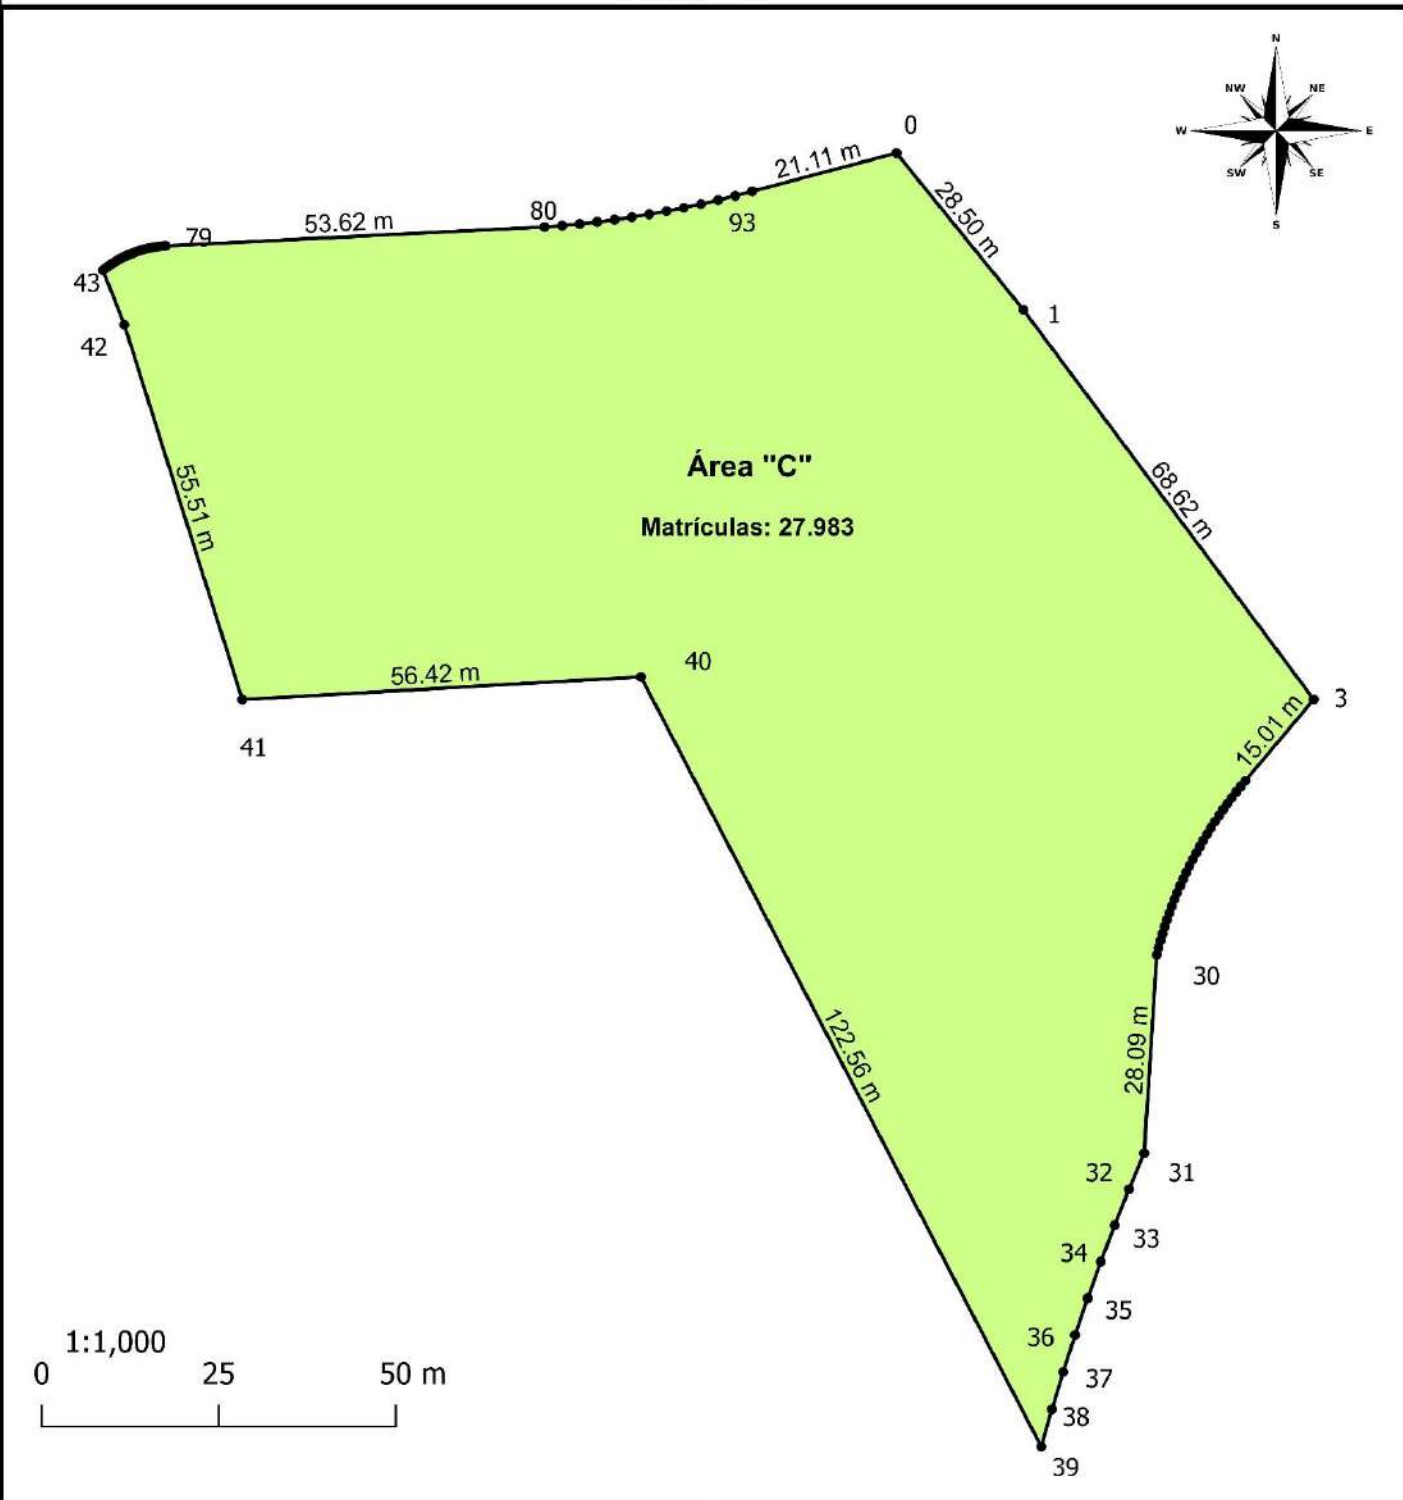 N
NW
NE
W
E
SW
SE
S
0
21.11 m
28.50 m
80
93
53.62 m
79
43
1
42
Área "C"
Matrículas: 27.983
55.51 m
68.62 m
40
56.42 m
3
41
15.01 m
30
122.56 m
28.09 m
32
31
33
34
35
36
37
38
39
1:1,000
0 25 50 m